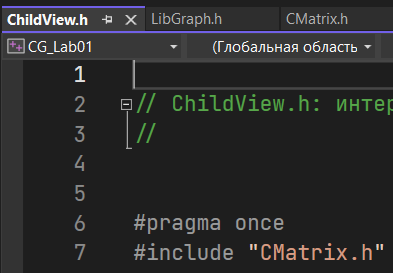 ChildView.h LibGraph.h CMatrix.h
CG_Lab01 (Глобальная область
1
2 // ChildView.h: интер
3 //
4
5
6 #pragma once
7 #include "CMatrix.h"